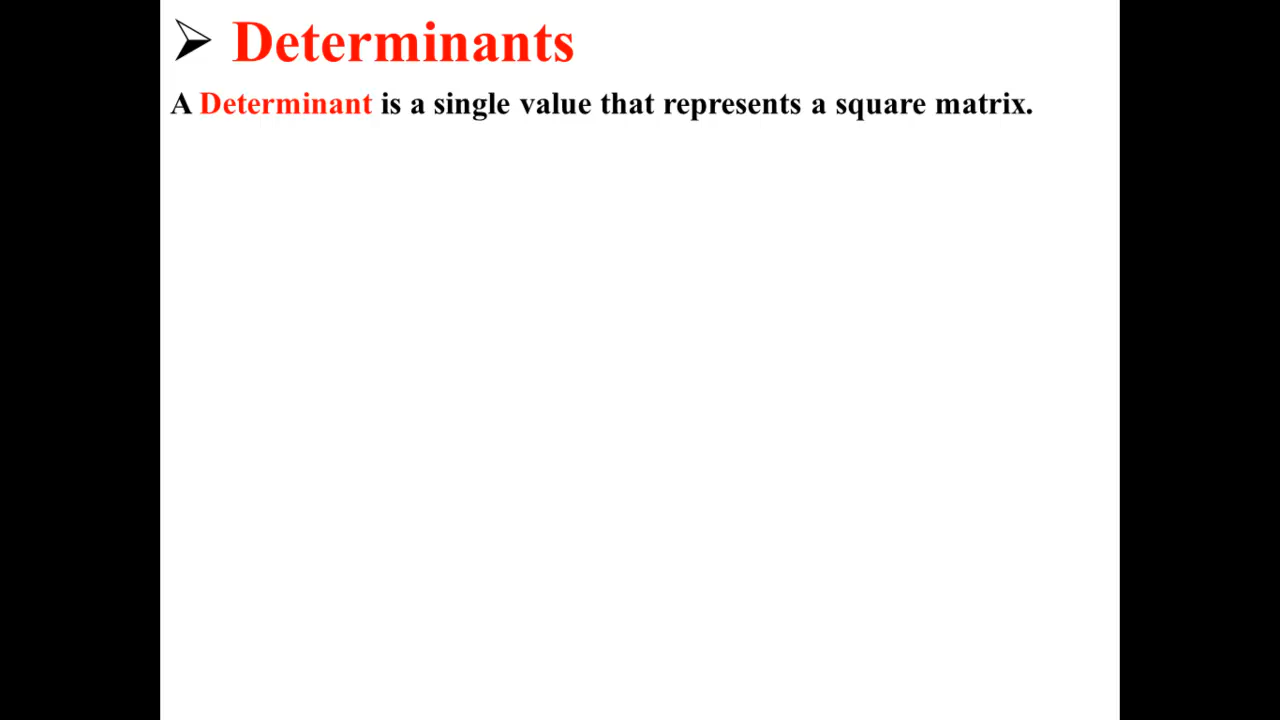 ➢ Determinants
A Determinant is a single value that represents a square matrix.